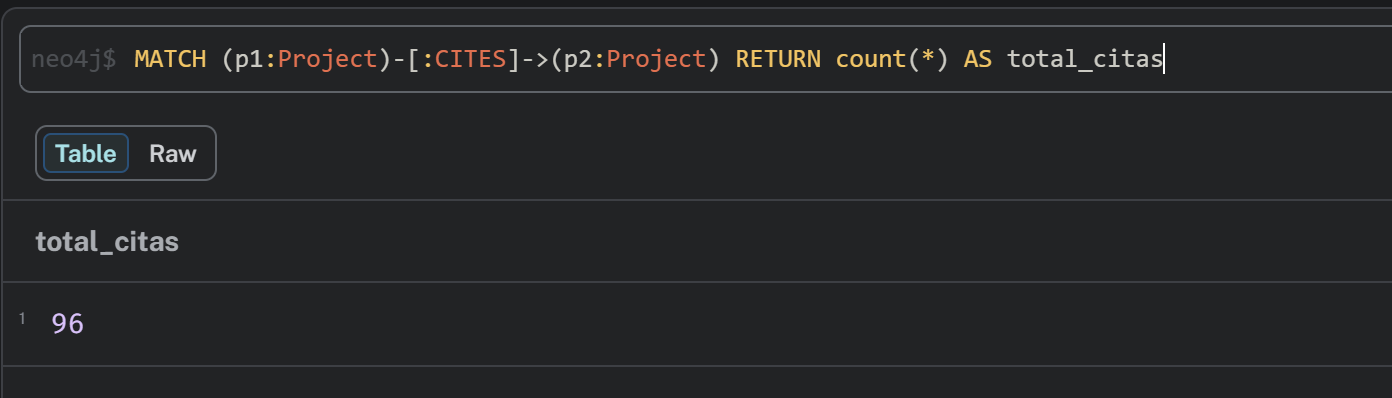 neo4j$ MATCH (p1:Project)-[:CITES]->(p2:Project) RETURN count(*) AS total_citas
Table Raw
total_citas
1 96